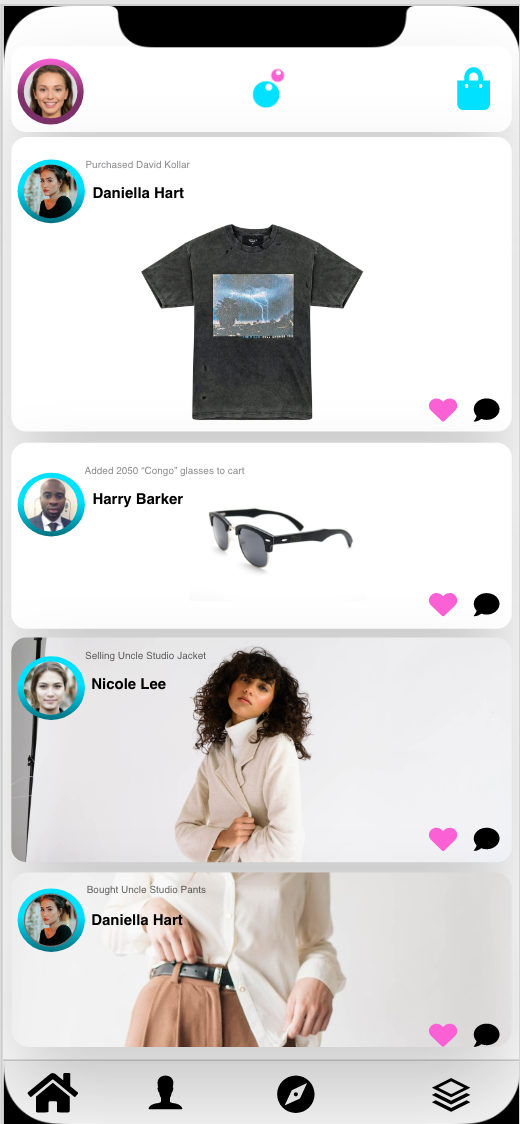 Purchased David Kollar
Daniella Hart
Added 2050 “Congo” glasses to cart
Harry Barker
Selling Uncle Studio Jacket
Nicole Lee
Bought Uncle Studio Pants
Daniella Hart